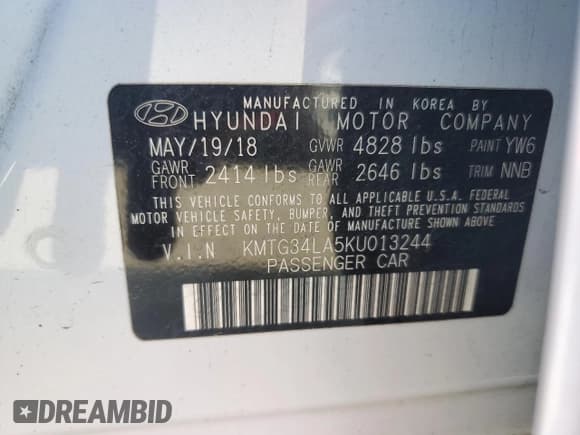 MANUFACTURED IN KOREA BY
HYUNDAI MOTOR COMPANY
MAY/19/18 GVWR 4828 lbs PAINT YW6
GAWR FRONT 2414 lbs GAWR REAR 2646 lbs TRIM NNB
THIS VEHICLE CONFORMS TO ALL APPLICABLE U.S.A. FEDERAL
MOTOR VEHICLE SAFETY, BUMPER, AND THEFT PREVENTION STANDARDS
IN EFFECT ON THE DATE OF MANUFACTURE SHOWN ABOVE.
V.I.N KMTG34LA5KU013244
PASSENGER CAR
DREAMBID